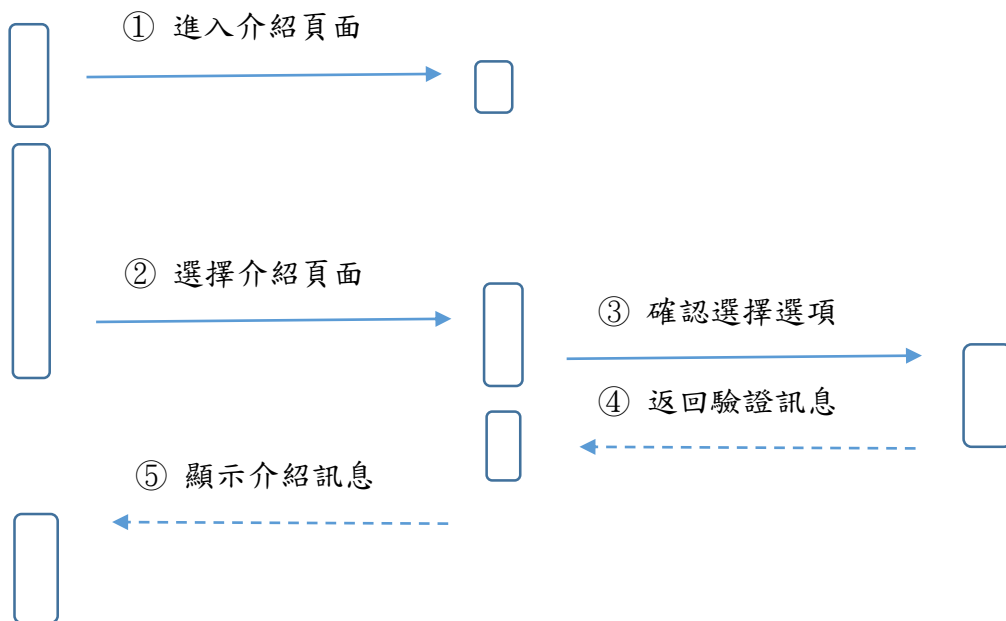 ① 進入介紹頁面
② 選擇介紹頁面
③ 確認選擇選項
④ 返回驗證訊息
⑤ 顯示介紹訊息